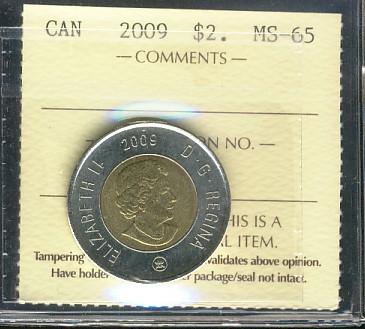 CAN 2009 $2. MS-65
— COMMENTS —
ON NO. —
HIS IS A
L ITEM.
Tampering validates above opinion.
Have holder package/seal not intact.
ELIZABETH II 2009 D·G·REGINA